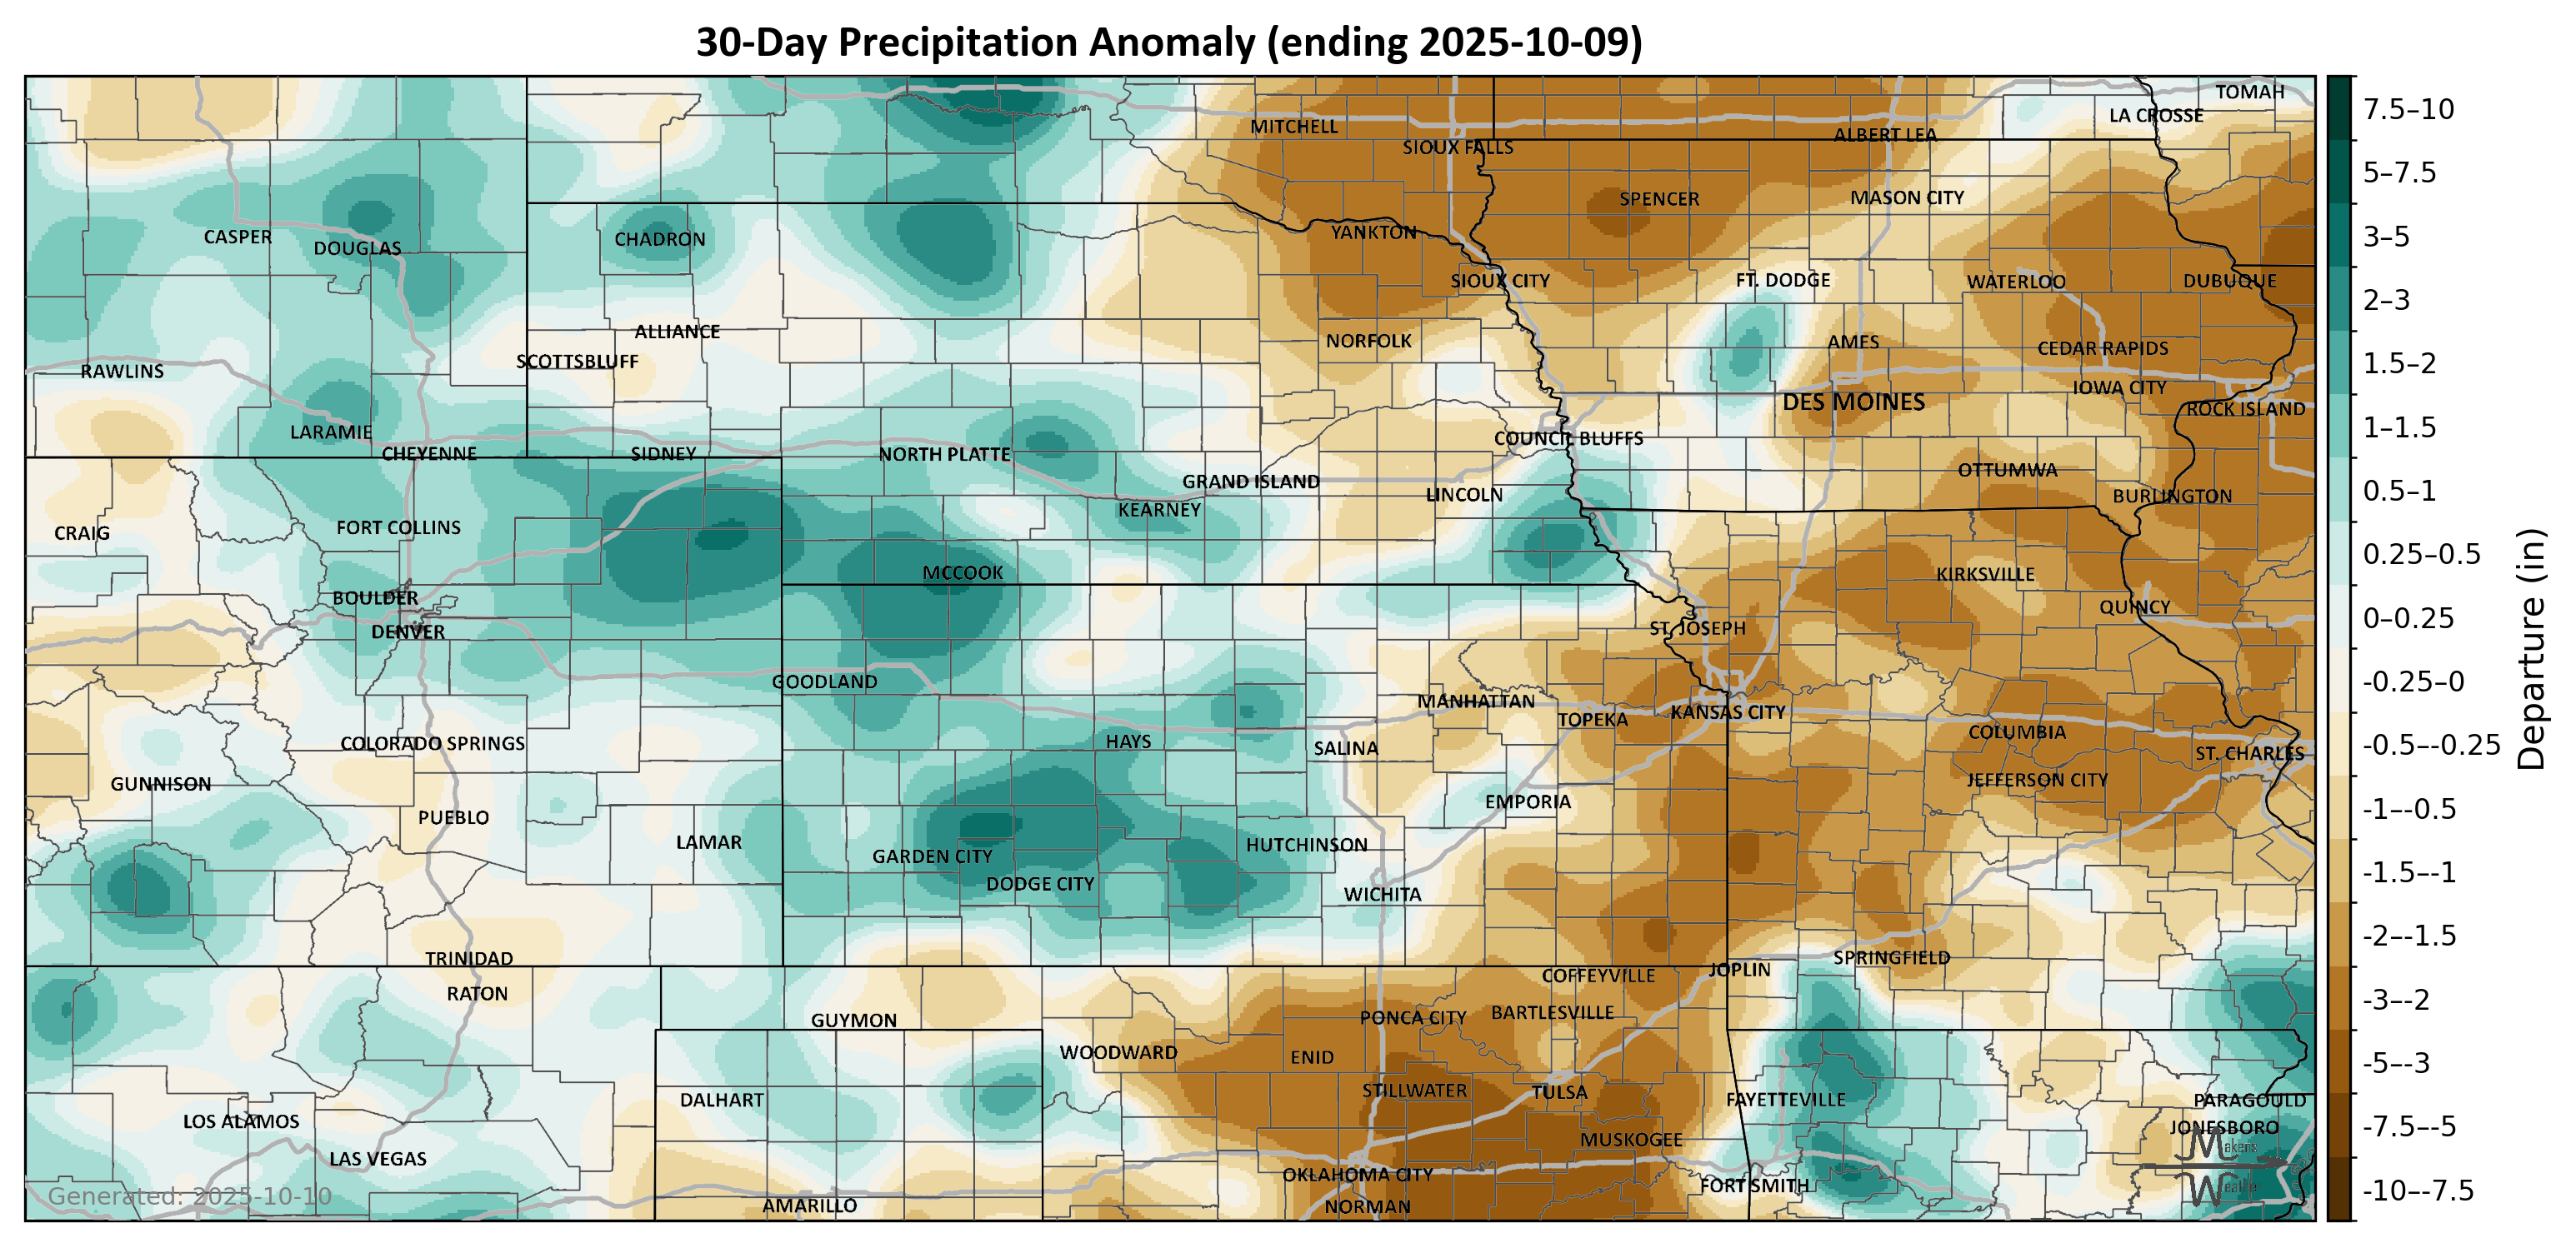 30-Day Precipitation Anomaly (ending 2025-10-09)
TOMAH
LA CROSSE
MITCHELL
ALBERT LEA
SIOUX FALLS
SPENCER
MASON CITY
CASPER
DOUGLAS
CHADRON
YANKTON
SIOUX CITY
FT. DODGE
WATERLOO
DUBUQUE
ALLIANCE
NORFOLK
AMES
CEDAR RAPIDS
SCOTTSBLUFF
RAWLINS
IOWA CITY
DES MOINES
ROCK ISLAND
LARAMIE
COUNCIL BLUFFS
CHEYENNE
SIDNEY
NORTH PLATTE
OTTUMWA
GRAND ISLAND
LINCOLN
BURLINGTON
KEARNEY
CRAIG
FORT COLLINS
MCCOOK
KIRKSVILLE
BOULDER
QUINCY
DENVER
ST. JOSEPH
GOODLAND
MANHATTAN
KANSAS CITY
TOPEKA
COLUMBIA
COLORADO SPRINGS
HAYS
SALINA
ST. CHARLES
GUNNISON
JEFFERSON CITY
EMPORIA
PUEBLO
LAMAR
HUTCHINSON
GARDEN CITY
DODGE CITY
WICHITA
TRINIDAD
SPRINGFIELD
JOPLIN
COFFEYVILLE
RATON
BARTLESVILLE
PONCA CITY
GUYMON
WOODWARD
ENID
STILLWATER
TULSA
DALHART
FAYETTEVILLE
PARAGOULD
LOS ALAMOS
JONESBORO
MUSKOGEE
Makens
LAS VEGAS
OKLAHOMA CITY
FORT SMITH
Weather
Generated: 2025-10-10
AMARILLO
NORMAN
7.5–10
5–7.5
3–5
2–3
1.5–2
1–1.5
0.5–1
0.25–0.5
0–0.25
-0.25–0
-0.5–-0.25
-1–-0.5
-1.5–-1
-2–-1.5
-3–-2
-5–-3
-7.5–-5
-10–-7.5
Departure (in)